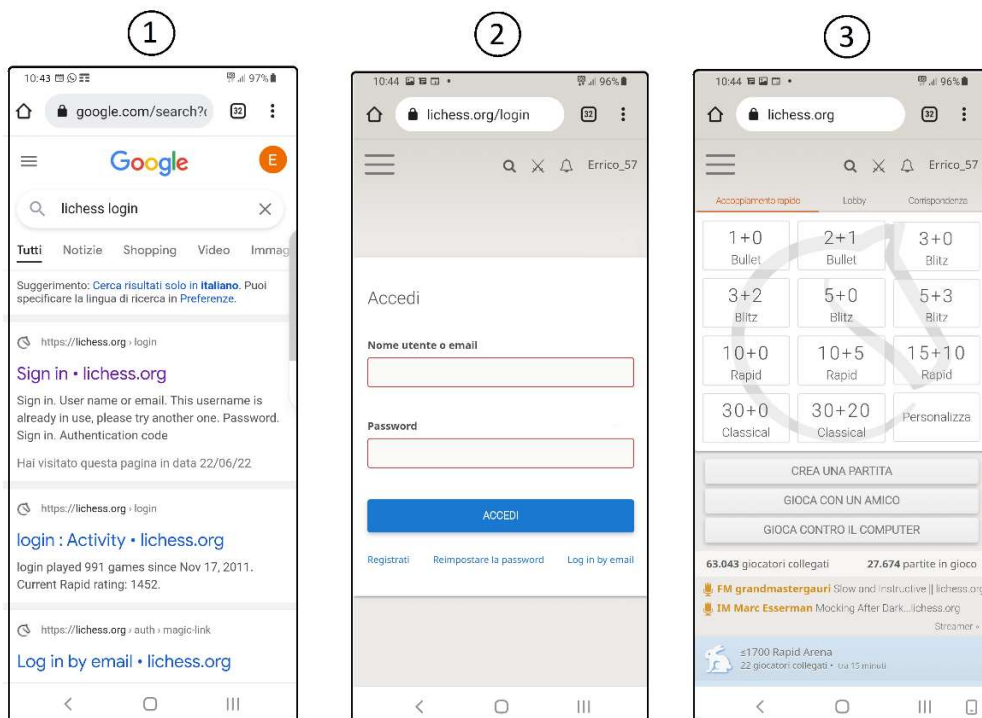 1
10:43 97%
google.com/search?c 32
Google E
lichess login
Tutti Notizie Shopping Video Immag
Suggerimento: Cerca risultati solo in italiano. Puoi
specificare la lingua di ricerca in Preferenze.
https://lichess.org › login
Sign in • lichess.org
Sign in. User name or email. This username is
already in use, please try another one. Password.
Sign in. Authentication code
Hai visitato questa pagina in data 22/06/22
https://lichess.org › login
login : Activity • lichess.org
login played 991 games since Nov 17, 2011.
Current Rapid rating: 1452.
https://lichess.org › auth › magic-link
Log in by email • lichess.org
2
10:44 96%
lichess.org/login 32
Errico_57
Accedi
Nome utente o email
Password
ACCEDI
Registrati Reimpostare la password Log in by email
3
10:44 96%
lichess.org 32
Errico_57
Accoppiamento rapido Lobby Corrispondenza
1+0 2+1 3+0
Bullet Bullet Blitz
3+2 5+0 5+3
Blitz Blitz Blitz
10+0 10+5 15+10
Rapid Rapid Rapid
30+0 30+20 Personalizza
Classical Classical
CREA UNA PARTITA
GIOCA CON UN AMICO
GIOCA CONTRO IL COMPUTER
63.043 giocatori collegati 27.674 partite in gioco
FM grandmastergauri Slow and Instructive || lichess.org
IM Marc Esserman Mocking After Dark...lichess.org
Streamer »
≤1700 Rapid Arena
22 giocatori collegati • tra 15 minuti